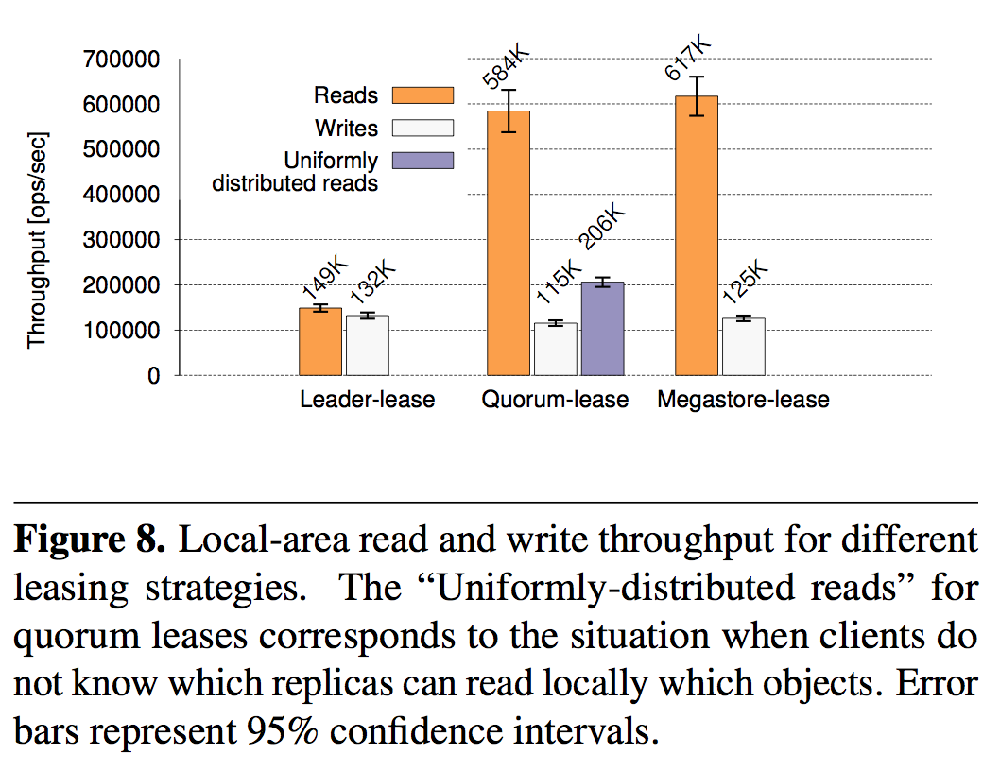 Throughput [ops/sec]
700000
600000
500000
400000
300000
200000
100000
0
Reads
Writes
Uniformly
distributed reads
149K
132K
584K
115K
206K
617K
125K
Leader-lease
Quorum-lease
Megastore-lease
Figure 8. Local-area read and write throughput for different
leasing strategies. The “Uniformly-distributed reads” for
quorum leases corresponds to the situation when clients do
not know which replicas can read locally which objects. Error
bars represent 95% confidence intervals.